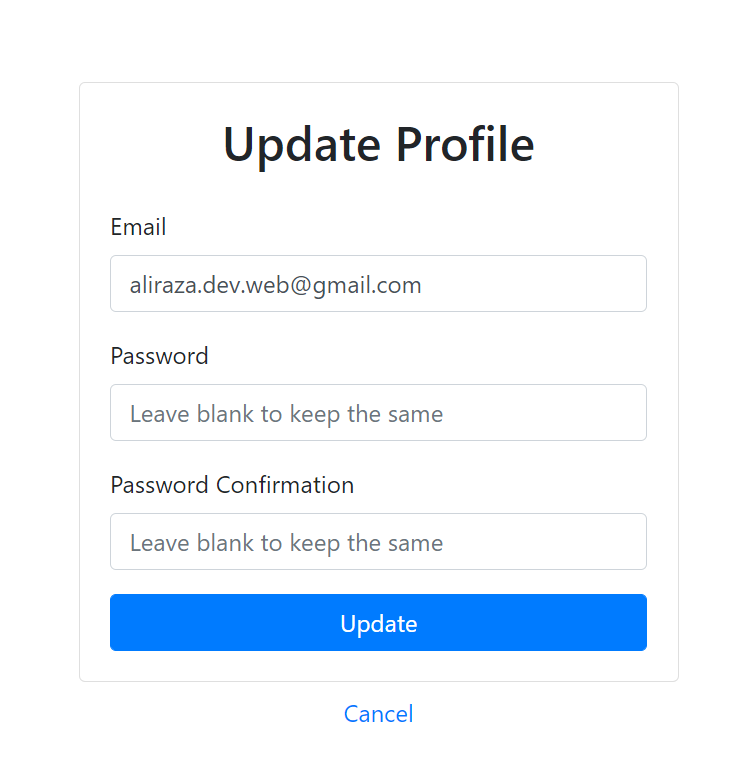 Update Profile
Email
aliraza.dev.web@gmail.com
Password
Leave blank to keep the same
Password Confirmation
Leave blank to keep the same
Update
Cancel